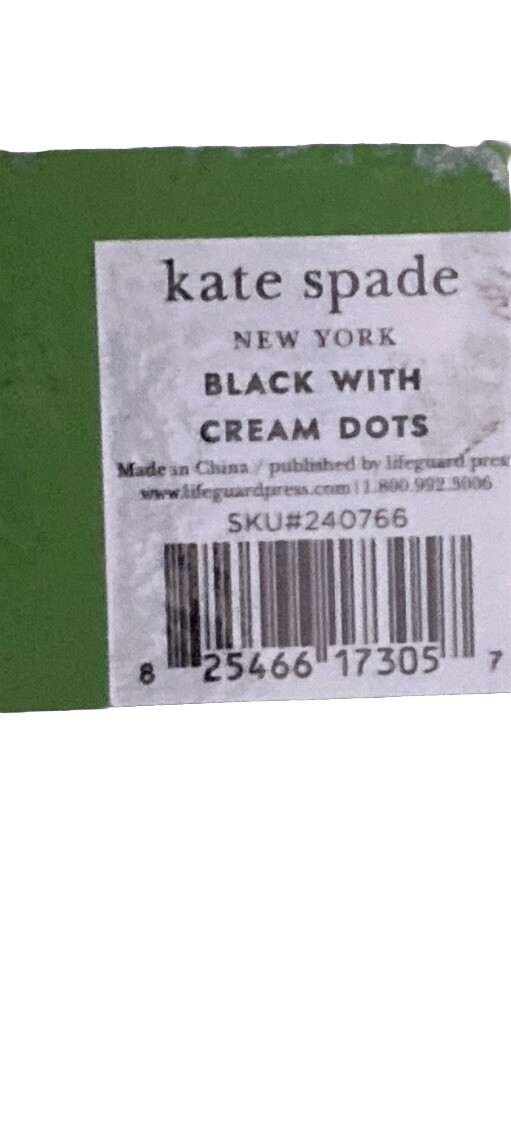 kate spade
NEW YORK
BLACK WITH
CREAM DOTS
Made in China / published by lifeguard pres
www.lifeguardpress.com | 1.800.992.3006
SKU#240766
8 25466 17305 7